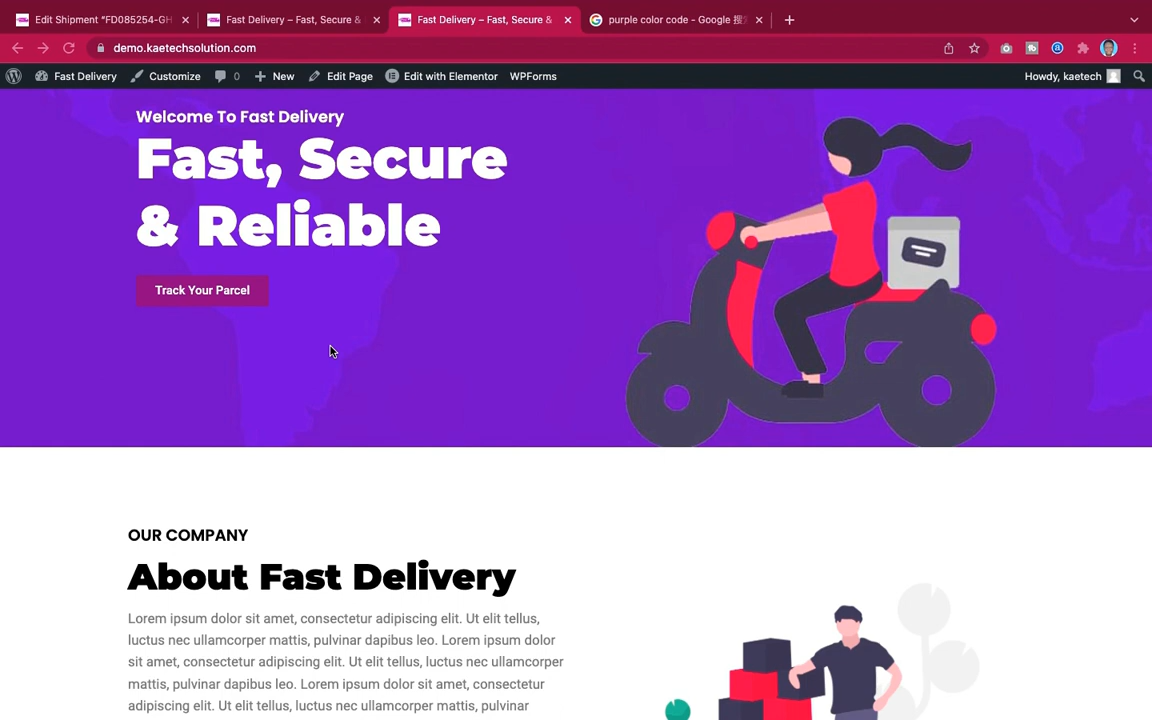 Edit Shipment "FD085254-GH
Fast Delivery – Fast, Secure &
Fast Delivery – Fast, Secure &
purple color code - Google 搜
demo.kaetechsolution.com
Fast Delivery
Customize
0
New
Edit Page
Edit with Elementor
WPForms
Howdy, kaetech
Welcome To Fast Delivery
Fast, Secure
& Reliable
Track Your Parcel
OUR COMPANY
About Fast Delivery
Lorem ipsum dolor sit amet, consectetur adipiscing elit. Ut elit tellus,
luctus nec ullamcorper mattis, pulvinar dapibus leo. Lorem ipsum dolor
sit amet, consectetur adipiscing elit. Ut elit tellus, luctus nec ullamcorper
mattis, pulvinar dapibus leo. Lorem ipsum dolor sit amet, consectetur
adipiscing elit. Ut elit tellus, luctus nec ullamcorper mattis, pulvinar